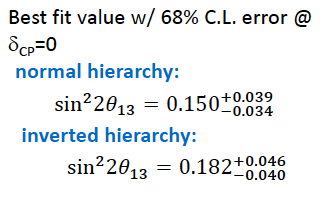 Best fit value w/ 68% C.L. error @
δCP=0
normal hierarchy:
sin²2θ₁₃ = 0.150+0.039−0.034
inverted hierarchy:
sin²2θ₁₃ = 0.182+0.046−0.040